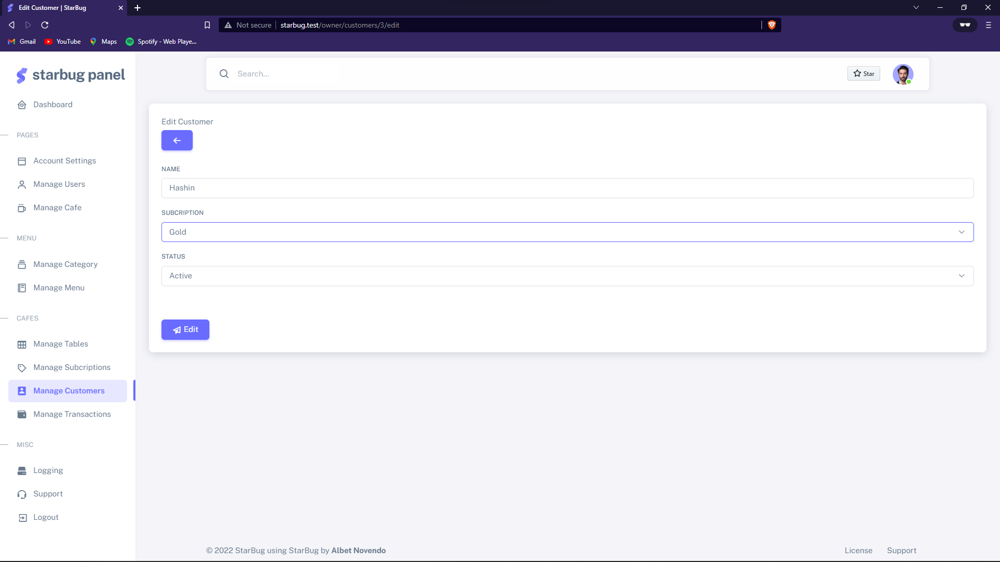 Edit Customer | StarBug
Not secure
starbug.test/owner/customers/3/edit
Gmail
YouTube
Maps
Spotify - Web Playe...
starbug panel
Search...
Star
Dashboard
PAGES
Account Settings
Manage Users
Manage Cafe
MENU
Manage Category
Manage Menu
CAFES
Manage Tables
Manage Subcriptions
Manage Customers
Manage Transactions
MISC
Logging
Support
Logout
Edit Customer
NAME
Hashin
SUBCRIPTION
Gold
STATUS
Active
Edit
© 2022 StarBug using StarBug by Albet Novendo
License
Support